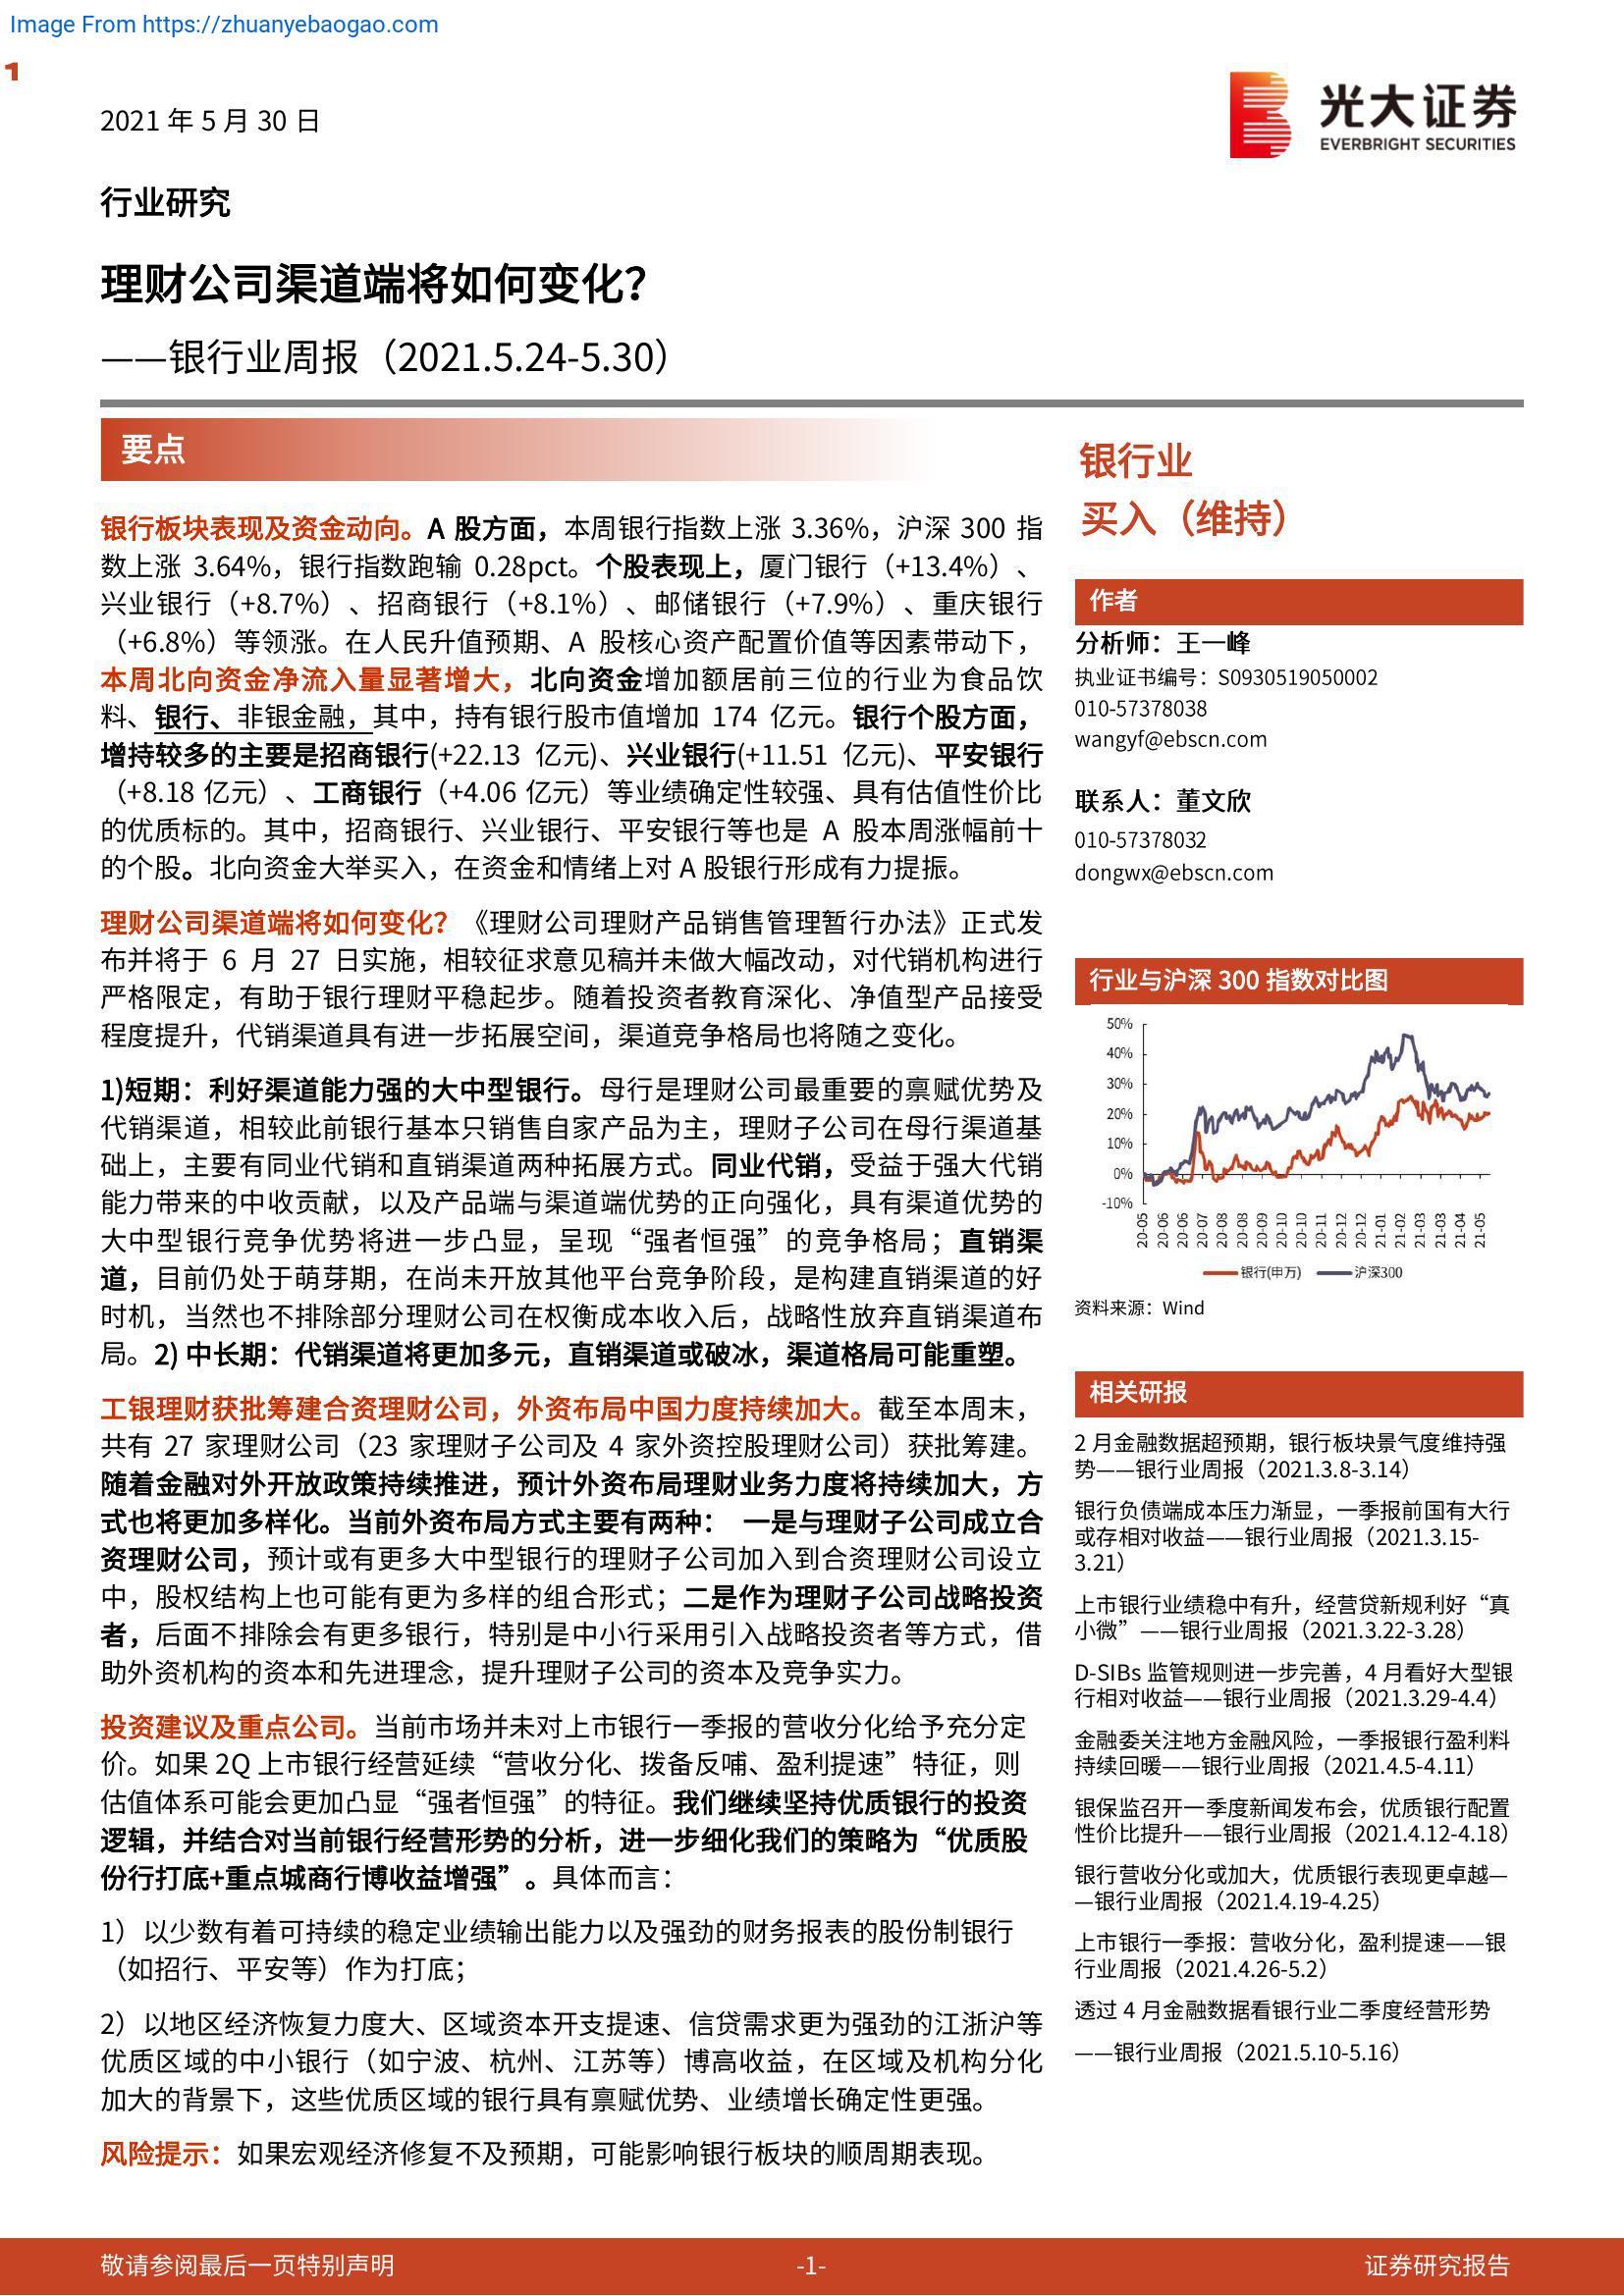 Image From https://zhuanyebaogao.com
1
2021 年 5 月 30 日
光大证券
EVERBRIGHT SECURITIES
行业研究
理财公司渠道端将如何变化？
——银行业周报（2021.5.24-5.30）
要点
银行板块表现及资金动向。A 股方面，本周银行指数上涨 3.36%，沪深 300 指
数上涨 3.64%，银行指数跑输 0.28pct。个股表现上，厦门银行（+13.4%）、
兴业银行（+8.7%）、招商银行（+8.1%）、邮储银行（+7.9%）、重庆银行
（+6.8%）等领涨。在人民升值预期、A 股核心资产配置价值等因素带动下，
本周北向资金净流入量显著增大，北向资金增加额居前三位的行业为食品饮
料、银行、非银金融，其中，持有银行股市值增加 174 亿元。银行个股方面，
增持较多的主要是招商银行(+22.13 亿元)、兴业银行(+11.51 亿元)、平安银行
（+8.18 亿元）、工商银行（+4.06 亿元）等业绩确定性较强、具有估值性价比
的优质标的。其中，招商银行、兴业银行、平安银行等也是 A 股本周涨幅前十
的个股。北向资金大举买入，在资金和情绪上对 A 股银行形成有力提振。
理财公司渠道端将如何变化？《理财公司理财产品销售管理暂行办法》正式发
布并将于 6 月 27 日实施，相较征求意见稿并未做大幅改动，对代销机构进行
严格限定，有助于银行理财平稳起步。随着投资者教育深化、净值型产品接受
程度提升，代销渠道具有进一步拓展空间，渠道竞争格局也将随之变化。
1)短期：利好渠道能力强的大中型银行。母行是理财公司最重要的禀赋优势及
代销渠道，相较此前银行基本只销售自家产品为主，理财子公司在母行渠道基
础上，主要有同业代销和直销渠道两种拓展方式。同业代销，受益于强大代销
能力带来的中收贡献，以及产品端与渠道端优势的正向强化，具有渠道优势的
大中型银行竞争优势将进一步凸显，呈现“强者恒强”的竞争格局；直销渠
道，目前仍处于萌芽期，在尚未开放其他平台竞争阶段，是构建直销渠道的好
时机，当然也不排除部分理财公司在权衡成本收入后，战略性放弃直销渠道布
局。2) 中长期：代销渠道将更加多元，直销渠道或破冰，渠道格局可能重塑。
工银理财获批筹建合资理财公司，外资布局中国力度持续加大。截至本周末，
共有 27 家理财公司（23 家理财子公司及 4 家外资控股理财公司）获批筹建。
随着金融对外开放政策持续推进，预计外资布局理财业务力度将持续加大，方
式也将更加多样化。当前外资布局方式主要有两种： 一是与理财子公司成立合
资理财公司，预计或有更多大中型银行的理财子公司加入到合资理财公司设立
中，股权结构上也可能有更为多样的组合形式；二是作为理财子公司战略投资
者，后面不排除会有更多银行，特别是中小行采用引入战略投资者等方式，借
助外资机构的资本和先进理念，提升理财子公司的资本及竞争实力。
投资建议及重点公司。当前市场并未对上市银行一季报的营收分化给予充分定
价。如果 2Q 上市银行经营延续“营收分化、拨备反哺、盈利提速”特征，则
估值体系可能会更加凸显“强者恒强”的特征。我们继续坚持优质银行的投资
逻辑，并结合对当前银行经营形势的分析，进一步细化我们的策略为“优质股
份行打底+重点城商行博收益增强”。具体而言：
1）以少数有着可持续的稳定业绩输出能力以及强劲的财务报表的股份制银行
（如招行、平安等）作为打底；
2）以地区经济恢复力度大、区域资本开支提速、信贷需求更为强劲的江浙沪等
优质区域的中小银行（如宁波、杭州、江苏等）博高收益，在区域及机构分化
加大的背景下，这些优质区域的银行具有禀赋优势、业绩增长确定性更强。
风险提示：如果宏观经济修复不及预期，可能影响银行板块的顺周期表现。
银行业
买入（维持）
作者
分析师：王一峰
执业证书编号：S0930519050002
010-57378038
wangyf@ebscn.com
联系人：董文欣
010-57378032
dongwx@ebscn.com
行业与沪深 300 指数对比图
50%
40%
30%
20%
10%
0%
-10%
20-05 20-06 20-06 20-07 20-08 20-08 20-09 20-10 20-10 20-11 20-12 20-12 21-01 21-02 21-03 21-03 21-04 21-05
银行(申万) 沪深300
资料来源：Wind
相关研报
2 月金融数据超预期，银行板块景气度维持强
势——银行业周报（2021.3.8-3.14）
银行负债端成本压力渐显，一季报前国有大行
或存相对收益——银行业周报（2021.3.15-
3.21）
上市银行业绩稳中有升，经营贷新规利好“真
小微”——银行业周报（2021.3.22-3.28）
D-SIBs 监管规则进一步完善，4 月看好大型银
行相对收益——银行业周报（2021.3.29-4.4）
金融委关注地方金融风险，一季报银行盈利料
持续回暖——银行业周报（2021.4.5-4.11）
银保监召开一季度新闻发布会，优质银行配置
性价比提升——银行业周报（2021.4.12-4.18）
银行营收分化或加大，优质银行表现更卓越—
—银行业周报（2021.4.19-4.25）
上市银行一季报：营收分化，盈利提速——银
行业周报（2021.4.26-5.2）
透过 4 月金融数据看银行业二季度经营形势
——银行业周报（2021.5.10-5.16）
敬请参阅最后一页特别声明
-1-
证券研究报告